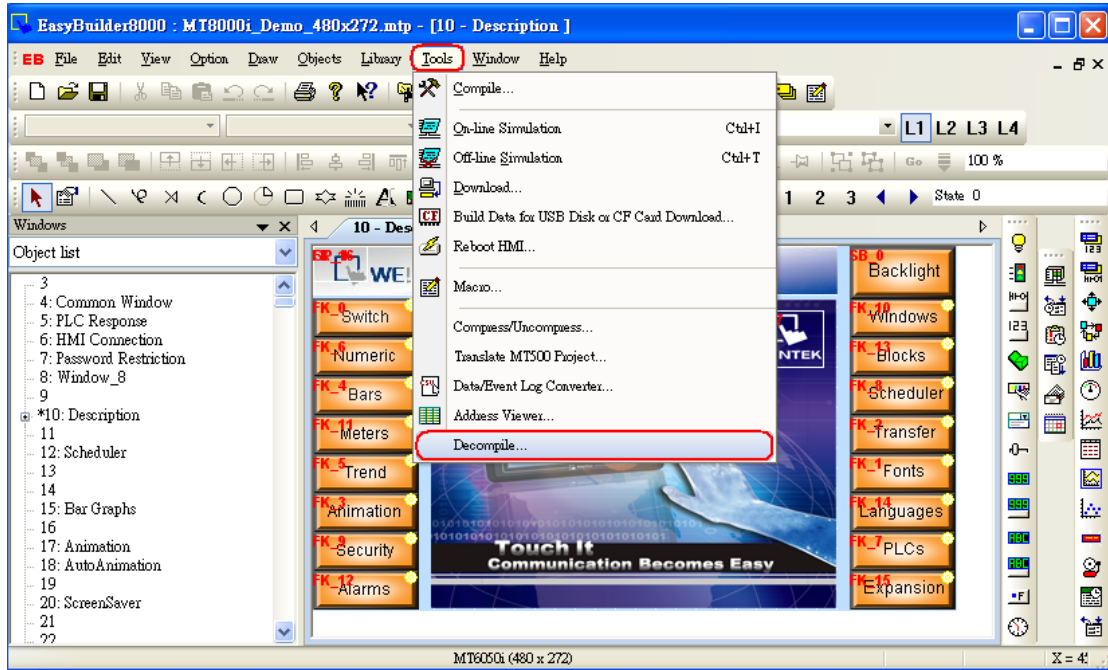 EasyBuilder8000 : MT8000i_Demo_480x272.mtp - [10 - Description ]
EB File Edit View Option Draw Objects Library Tools Window Help
L1 L2 L3 L4
Go 100 %
1 2 3 State 0
Compile...
On-line Simulation Ctrl+I
Off-line Simulation Ctrl+T
Download...
CF Build Data for USB Disk or CF Card Download...
Reboot HMI...
Macro...
Compress/Uncompress...
Translate MT500 Project...
Data/Event Log Converter...
Address Viewer...
Decompile...
Windows
Object list
3
4: Common Window
5: PLC Response
6: HMI Connection
7: Password Restriction
8: Window_8
9
*10: Description
11
12: Scheduler
13
14
15: Bar Graphs
16
17: Animation
18: AutoAnimation
19
20: ScreenSaver
21
22
10 - Des
WE
FK_0 Switch
FK_6 Numeric
FK_4 Bars
FK_11 Meters
FK_5 Trend
FK_3 Animation
FK_9 Security
FK_12 Alarms
NTEK
Touch It
Communication Becomes Easy
SB_0 Backlight
FK_10 Windows
FK_13 Blocks
FK_8 Scheduler
FK_2 Transfer
FK_1 Fonts
FK_14 Languages
FK_7 PLCs
FK_15 Expansion
MT6050i (480 x 272)